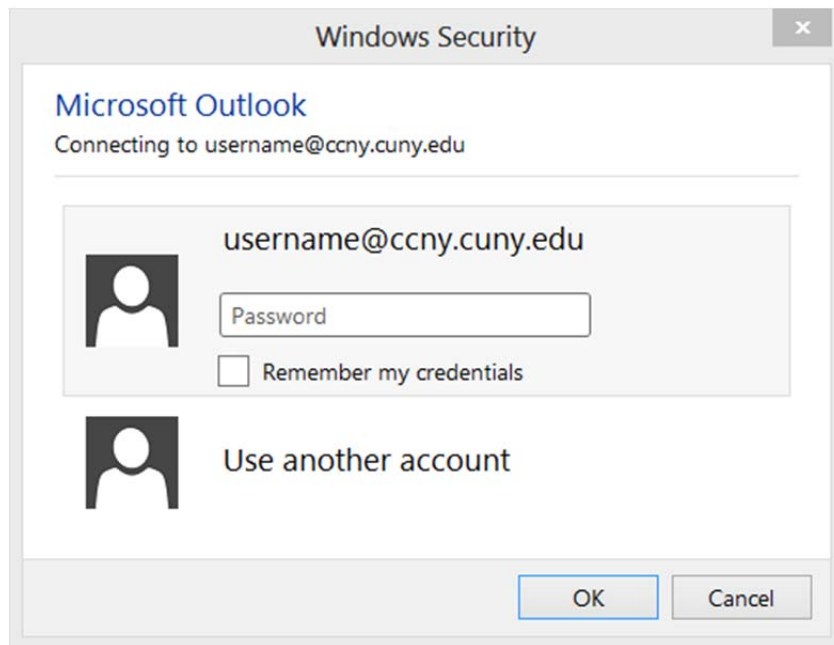 Windows Security
x
Microsoft Outlook
Connecting to username@ccny.cuny.edu
username@ccny.cuny.edu
Password
Remember my credentials
Use another account
OK Cancel